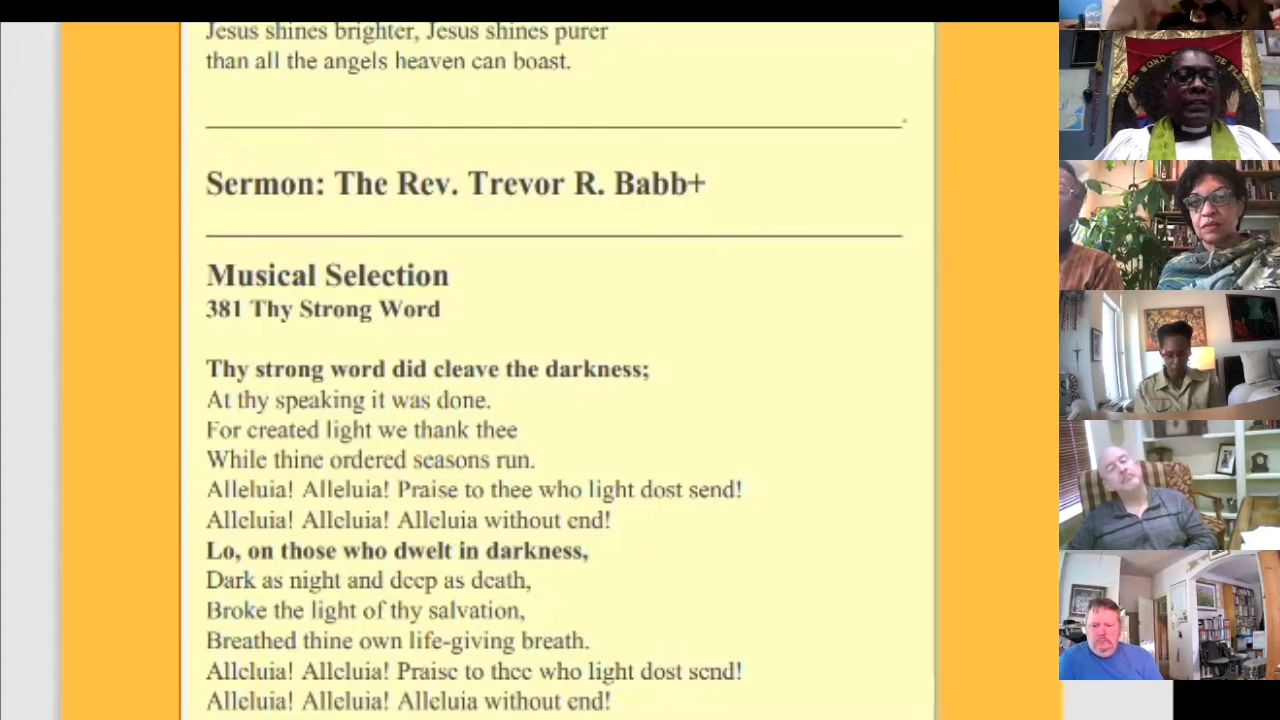 Jesus shines brighter, Jesus shines purer
than all the angels heaven can boast.
Sermon: The Rev. Trevor R. Babb+
Musical Selection
381 Thy Strong Word
Thy strong word did cleave the darkness;
At thy speaking it was done.
For created light we thank thee
While thine ordered seasons run.
Alleluia! Alleluia! Praise to thee who light dost send!
Alleluia! Alleluia! Alleluia without end!
Lo, on those who dwelt in darkness,
Dark as night and deep as death,
Broke the light of thy salvation,
Breathed thine own life-giving breath.
Alleluia! Alleluia! Praise to thee who light dost send!
Alleluia! Alleluia! Alleluia without end!
THE WORD
DE FLESH